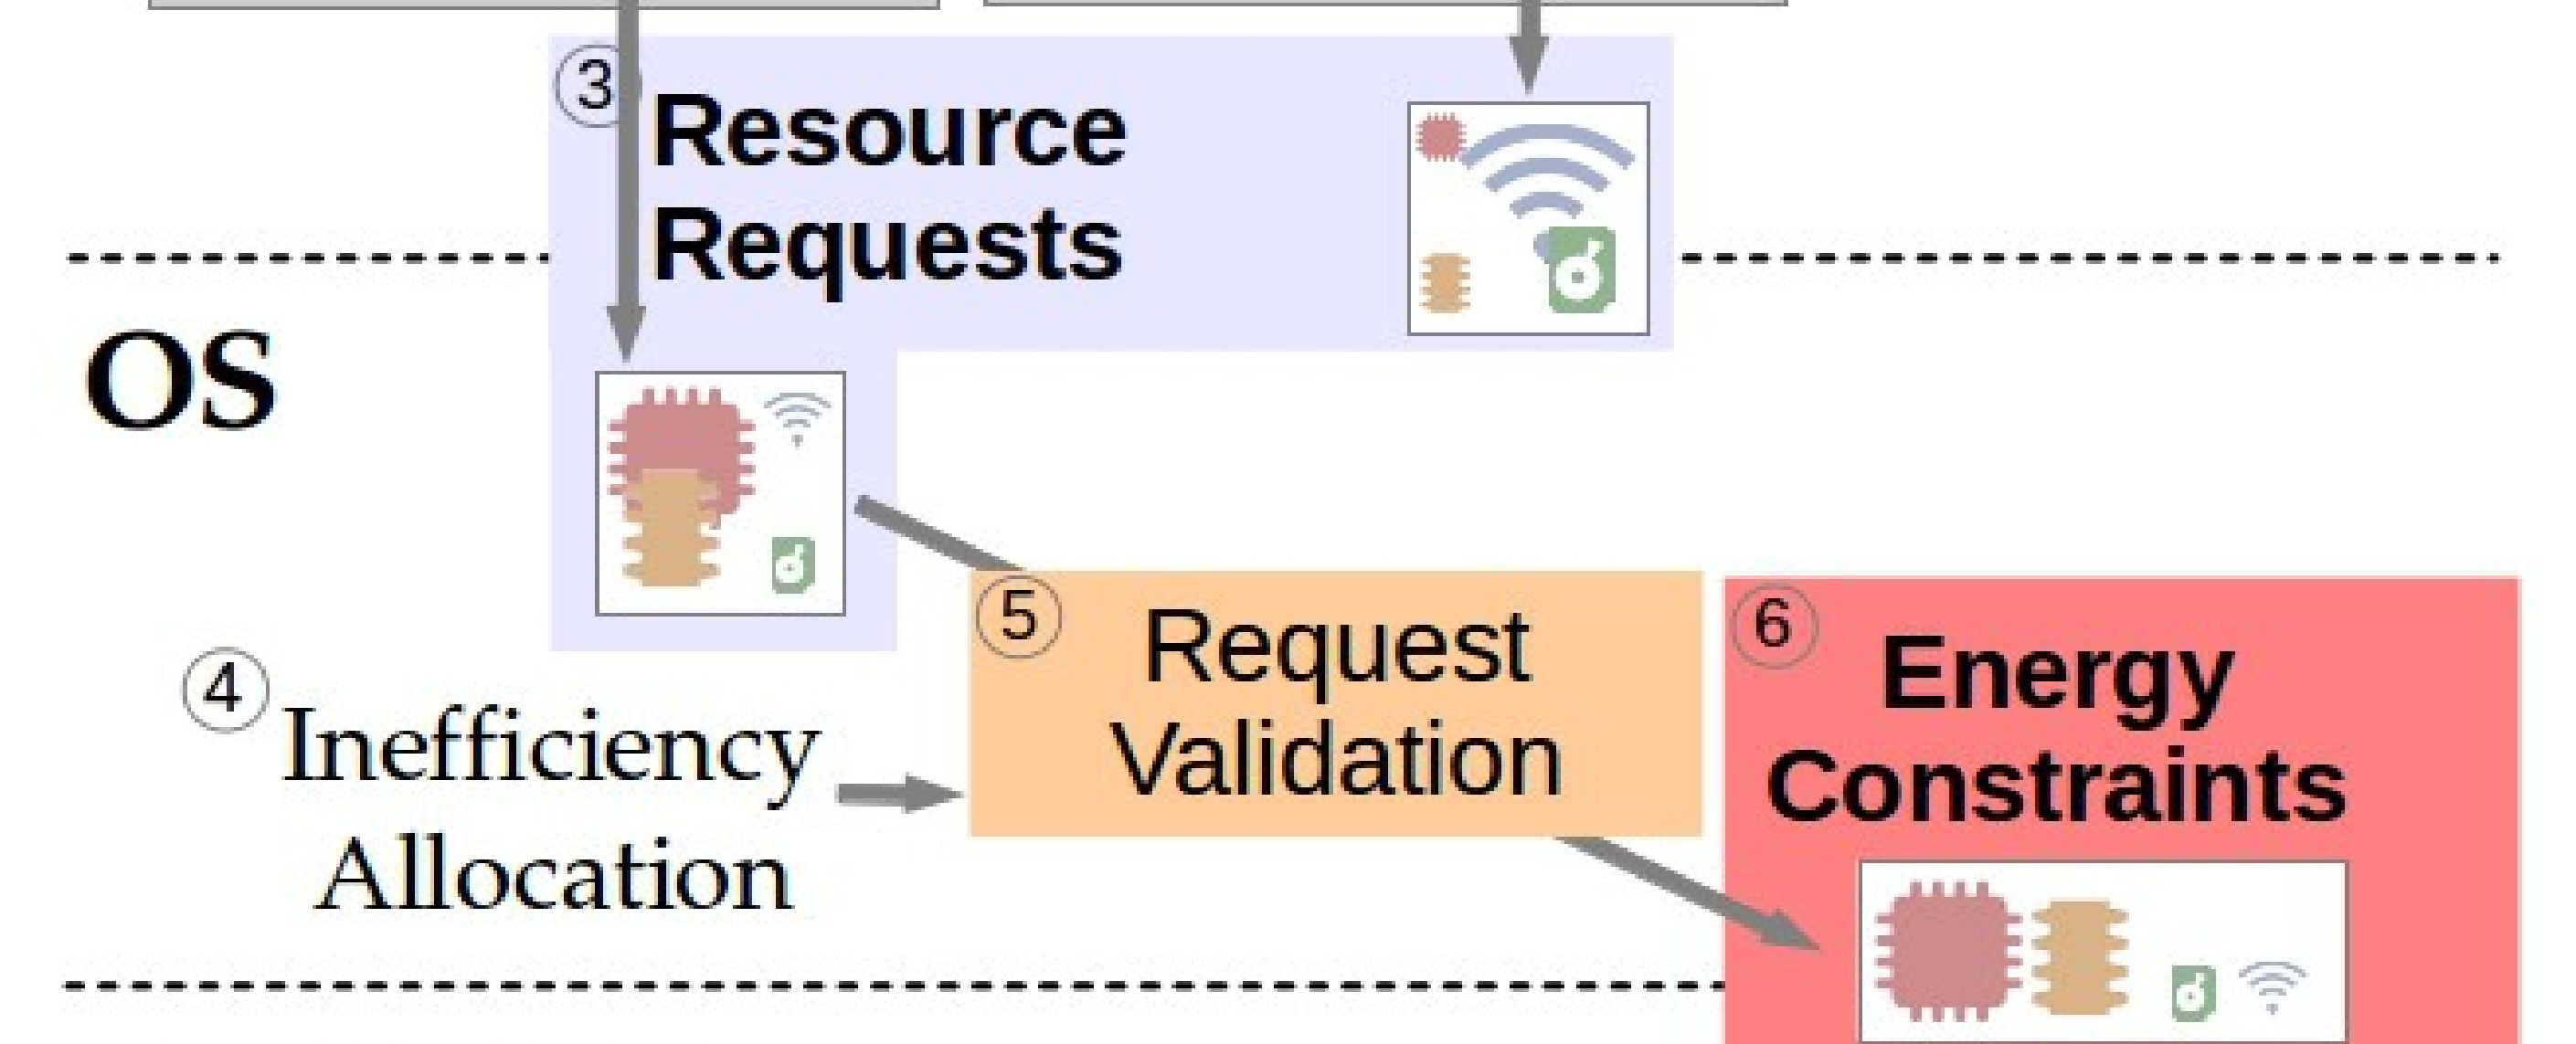 ③
Resource
Requests
OS
④
Inefficiency
Allocation
⑤
Request
Validation
⑥
Energy
Constraints